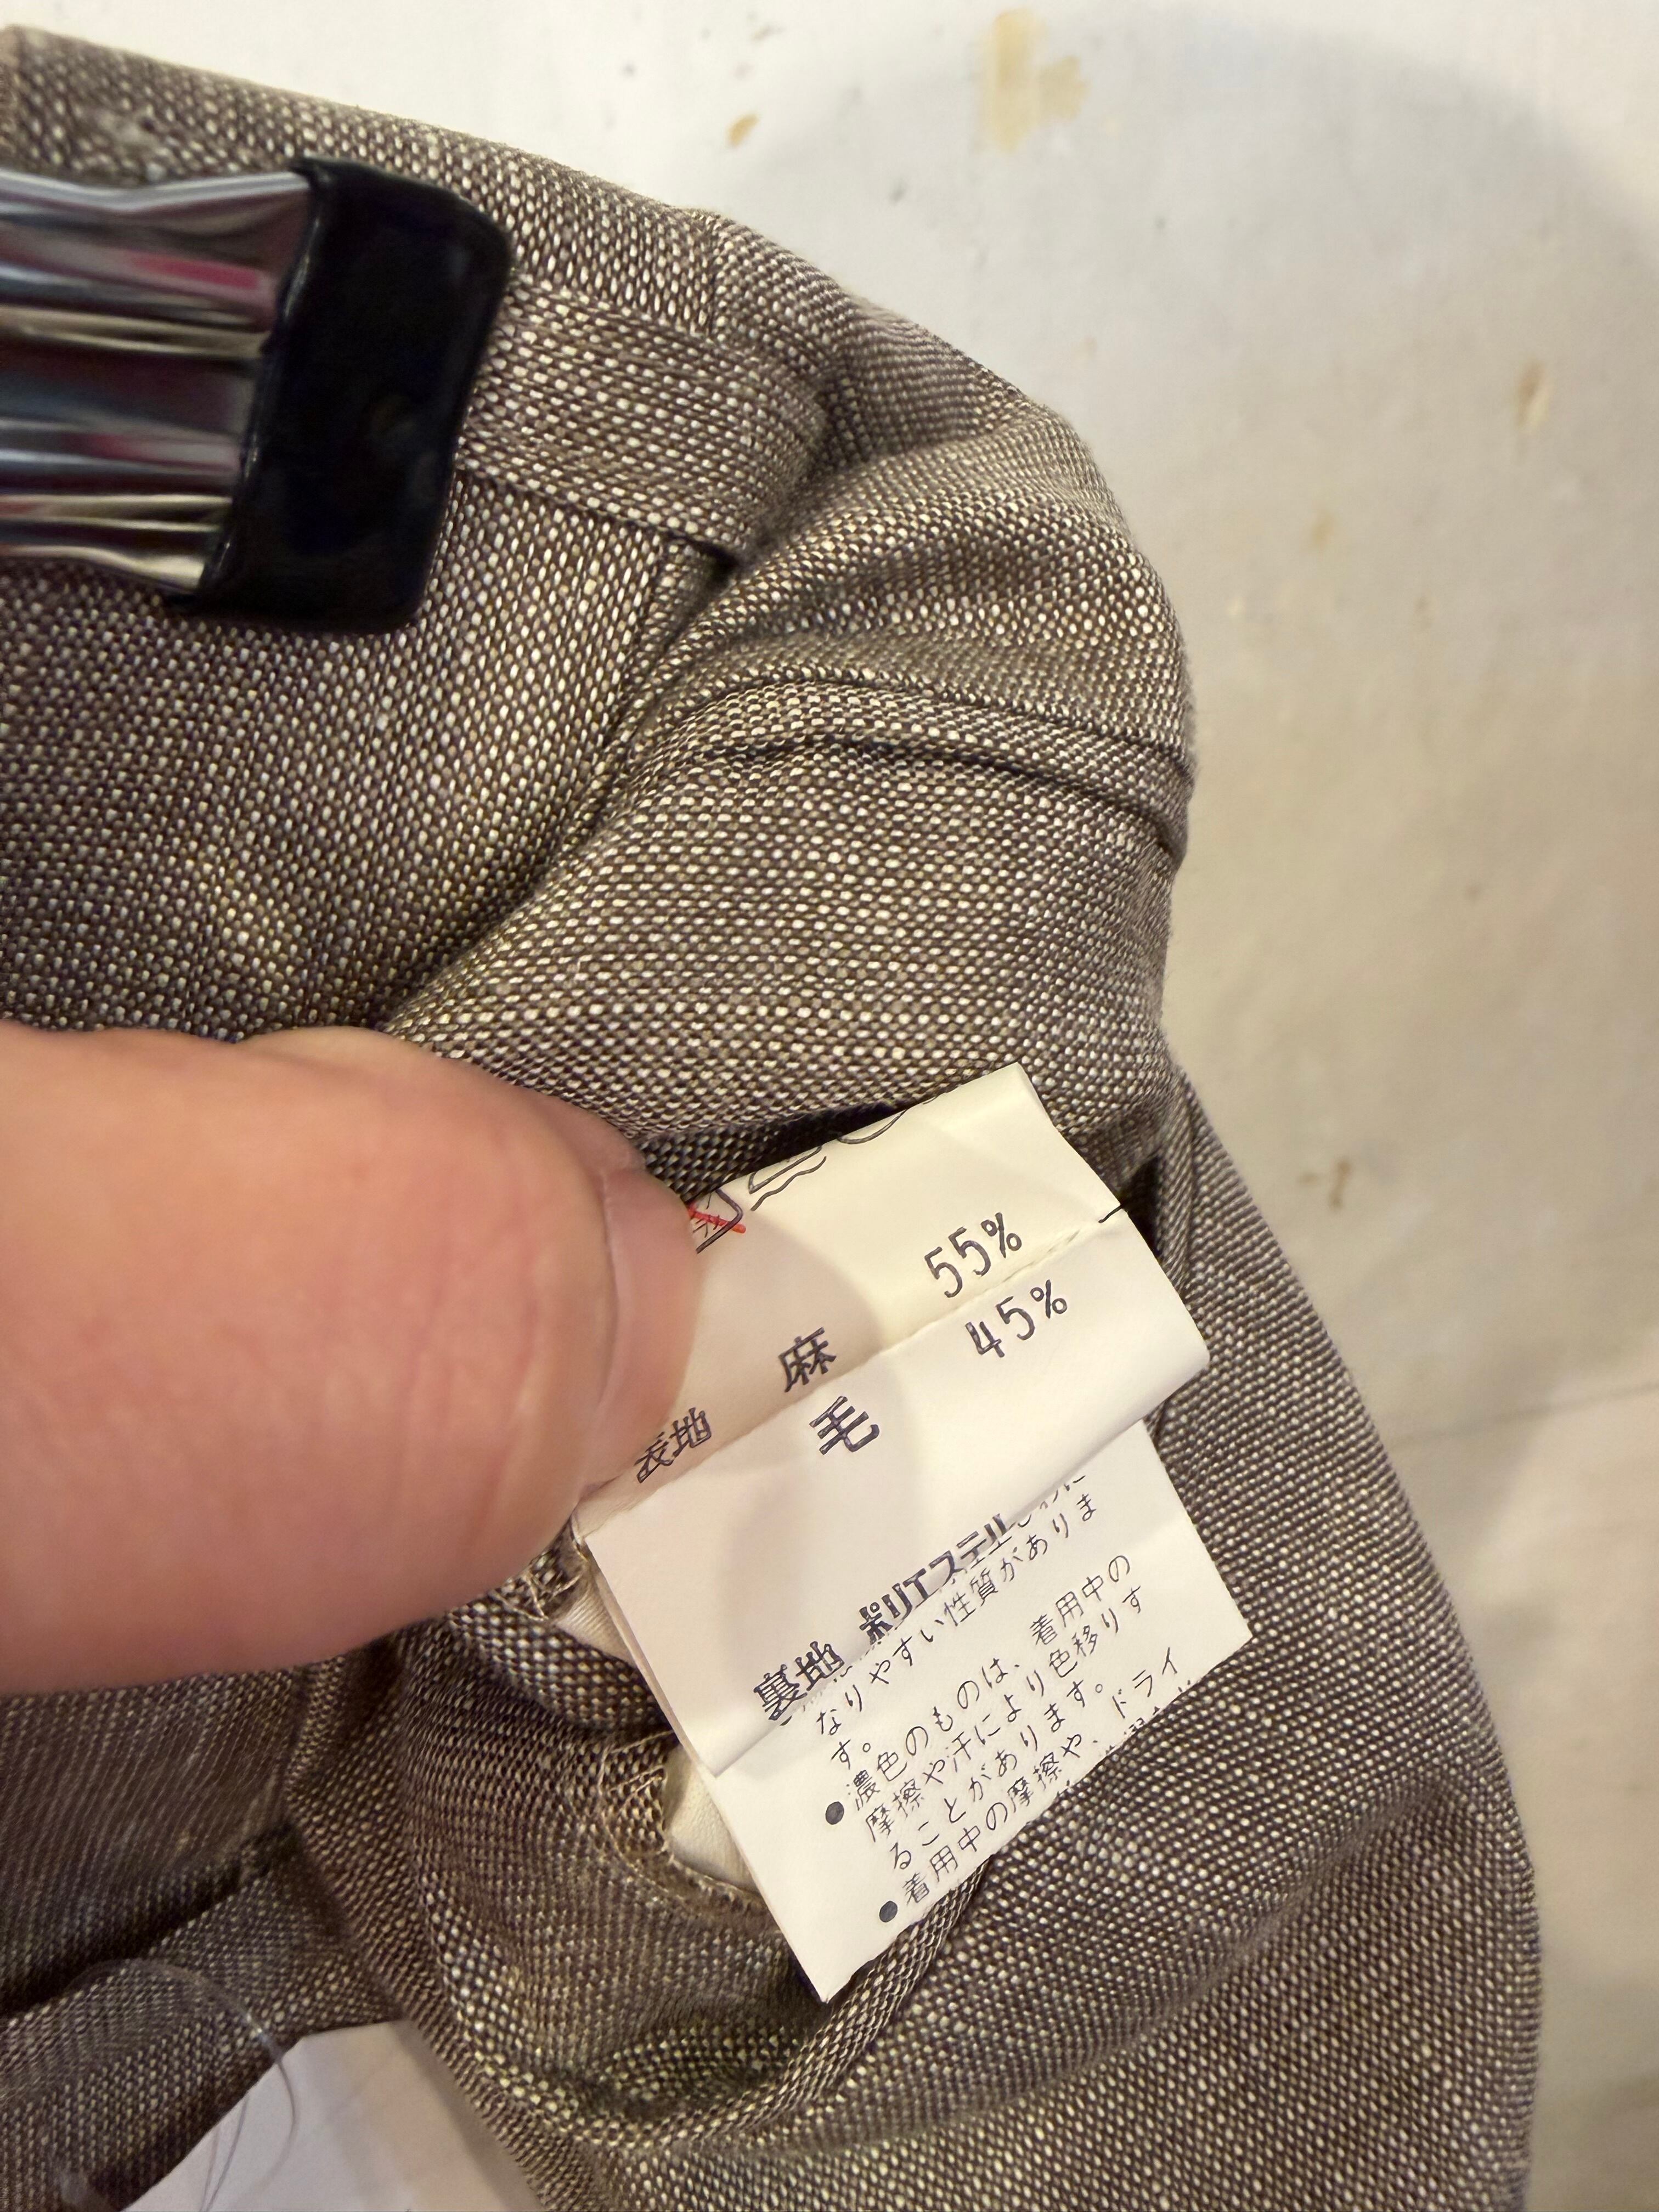 麻 55%
表地
毛 45%
裏地 ポリエステル
なりやすい性質がありま
す。
●濃色のものは、着用中の
摩擦や汗により色移りす
ることがあります。
●着用中の摩擦や、ドライ